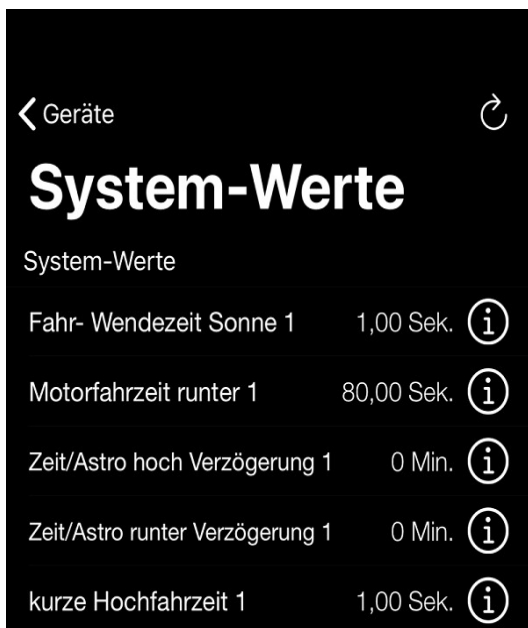 Geräte
System-Werte
System-Werte
Fahr- Wendezeit Sonne 1 1,00 Sek.
Motorfahrzeit runter 1 80,00 Sek.
Zeit/Astro hoch Verzögerung 1 0 Min.
Zeit/Astro runter Verzögerung 1 0 Min.
kurze Hochfahrzeit 1 1,00 Sek.